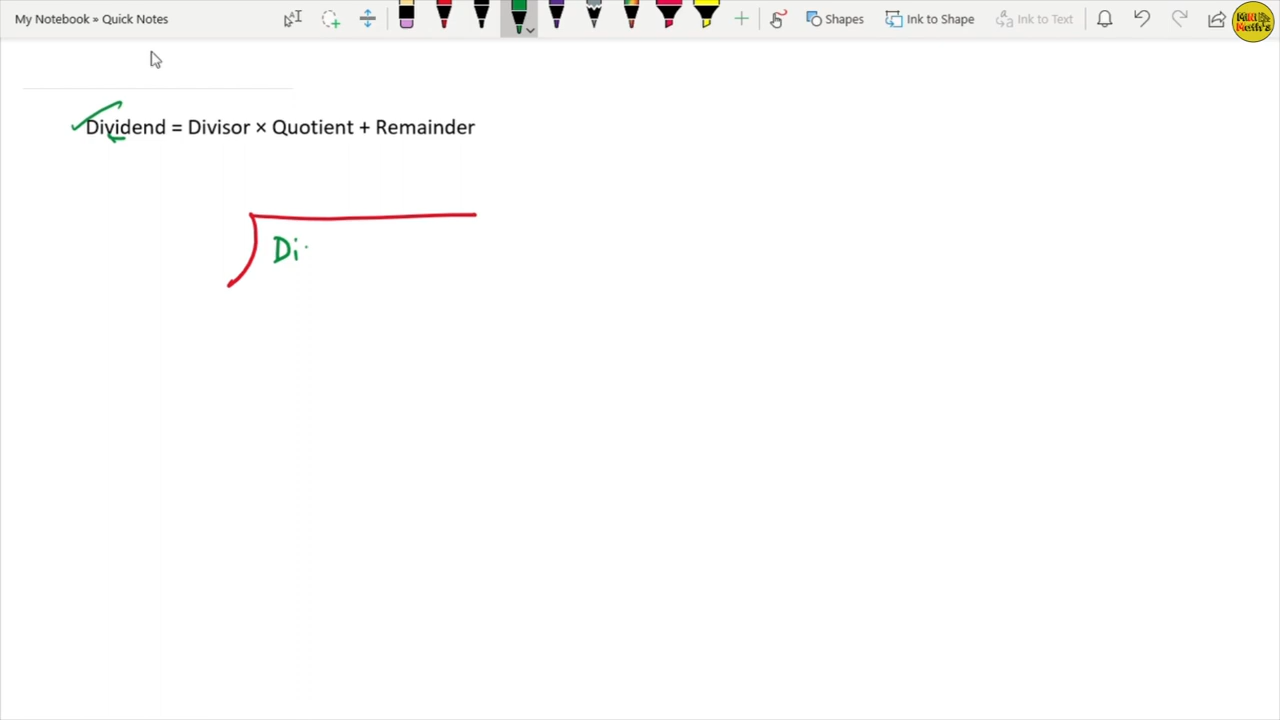 My Notebook » Quick Notes
Shapes
Ink to Shape
Ink to Text
Dividend = Divisor × Quotient + Remainder
Di